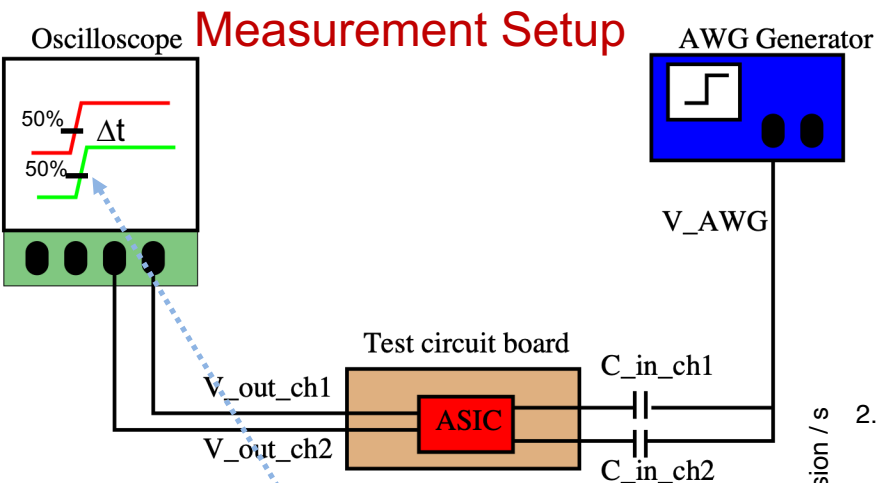 Measurement Setup
Oscilloscope
AWG Generator
50%
Δt
50%
V_AWG
Test circuit board
C_in_ch1
V_out_ch1
ASIC
V_out_ch2
C_in_ch2
2.